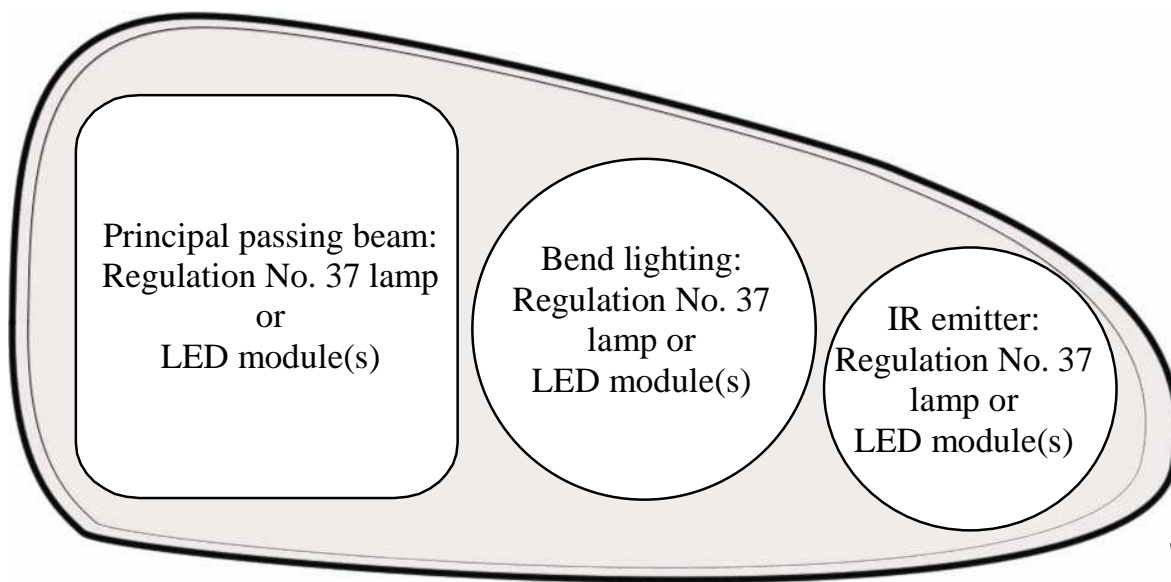 Principal passing beam:
Regulation No. 37 lamp
or
LED module(s)
Bend lighting:
Regulation No. 37
lamp or
LED module(s)
IR emitter:
Regulation No. 37
lamp or
LED module(s)